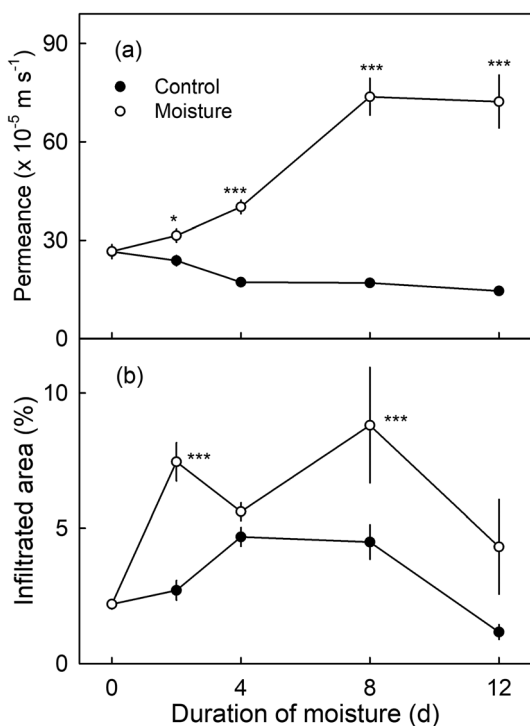 (a)
Control
Moisture
Permeance (x 10⁻⁵ m s⁻¹)
90
60
30
0
*
***
***
***
(b)
Infiltrated area (%)
10
5
0
***
***
0 4 8 12
Duration of moisture (d)